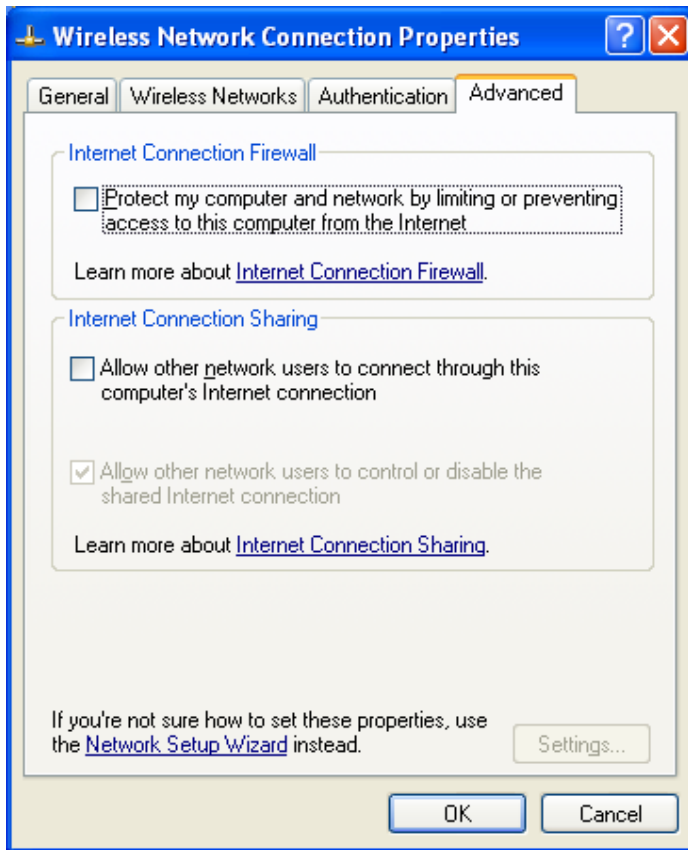 Wireless Network Connection Properties
General
Wireless Networks
Authentication
Advanced
Internet Connection Firewall
Protect my computer and network by limiting or preventing
access to this computer from the Internet
Learn more about Internet Connection Firewall.
Internet Connection Sharing
Allow other network users to connect through this
computer's Internet connection
Allow other network users to control or disable the
shared Internet connection
Learn more about Internet Connection Sharing.
If you're not sure how to set these properties, use
the Network Setup Wizard instead.
Settings...
OK
Cancel